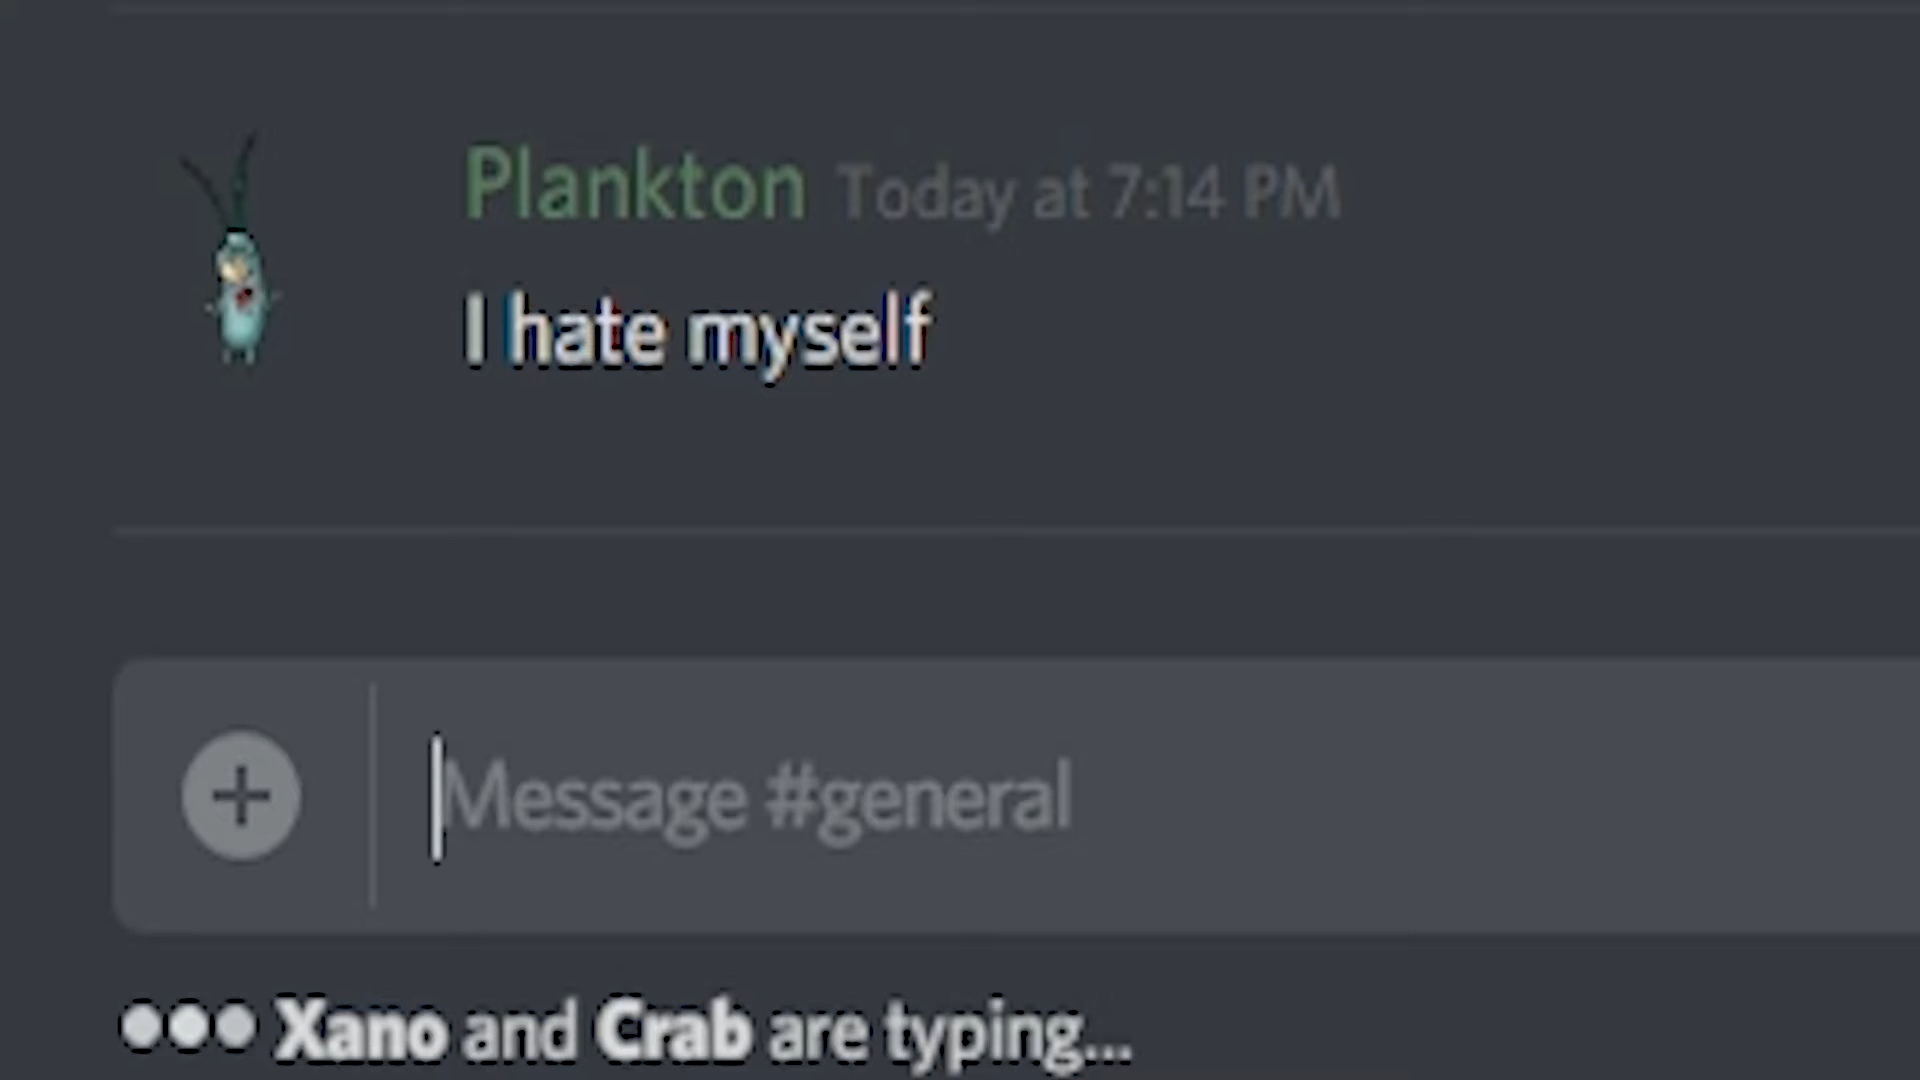 Plankton Today at 7:14 PM
I hate myself
Message #general
Xano and Crab are typing...